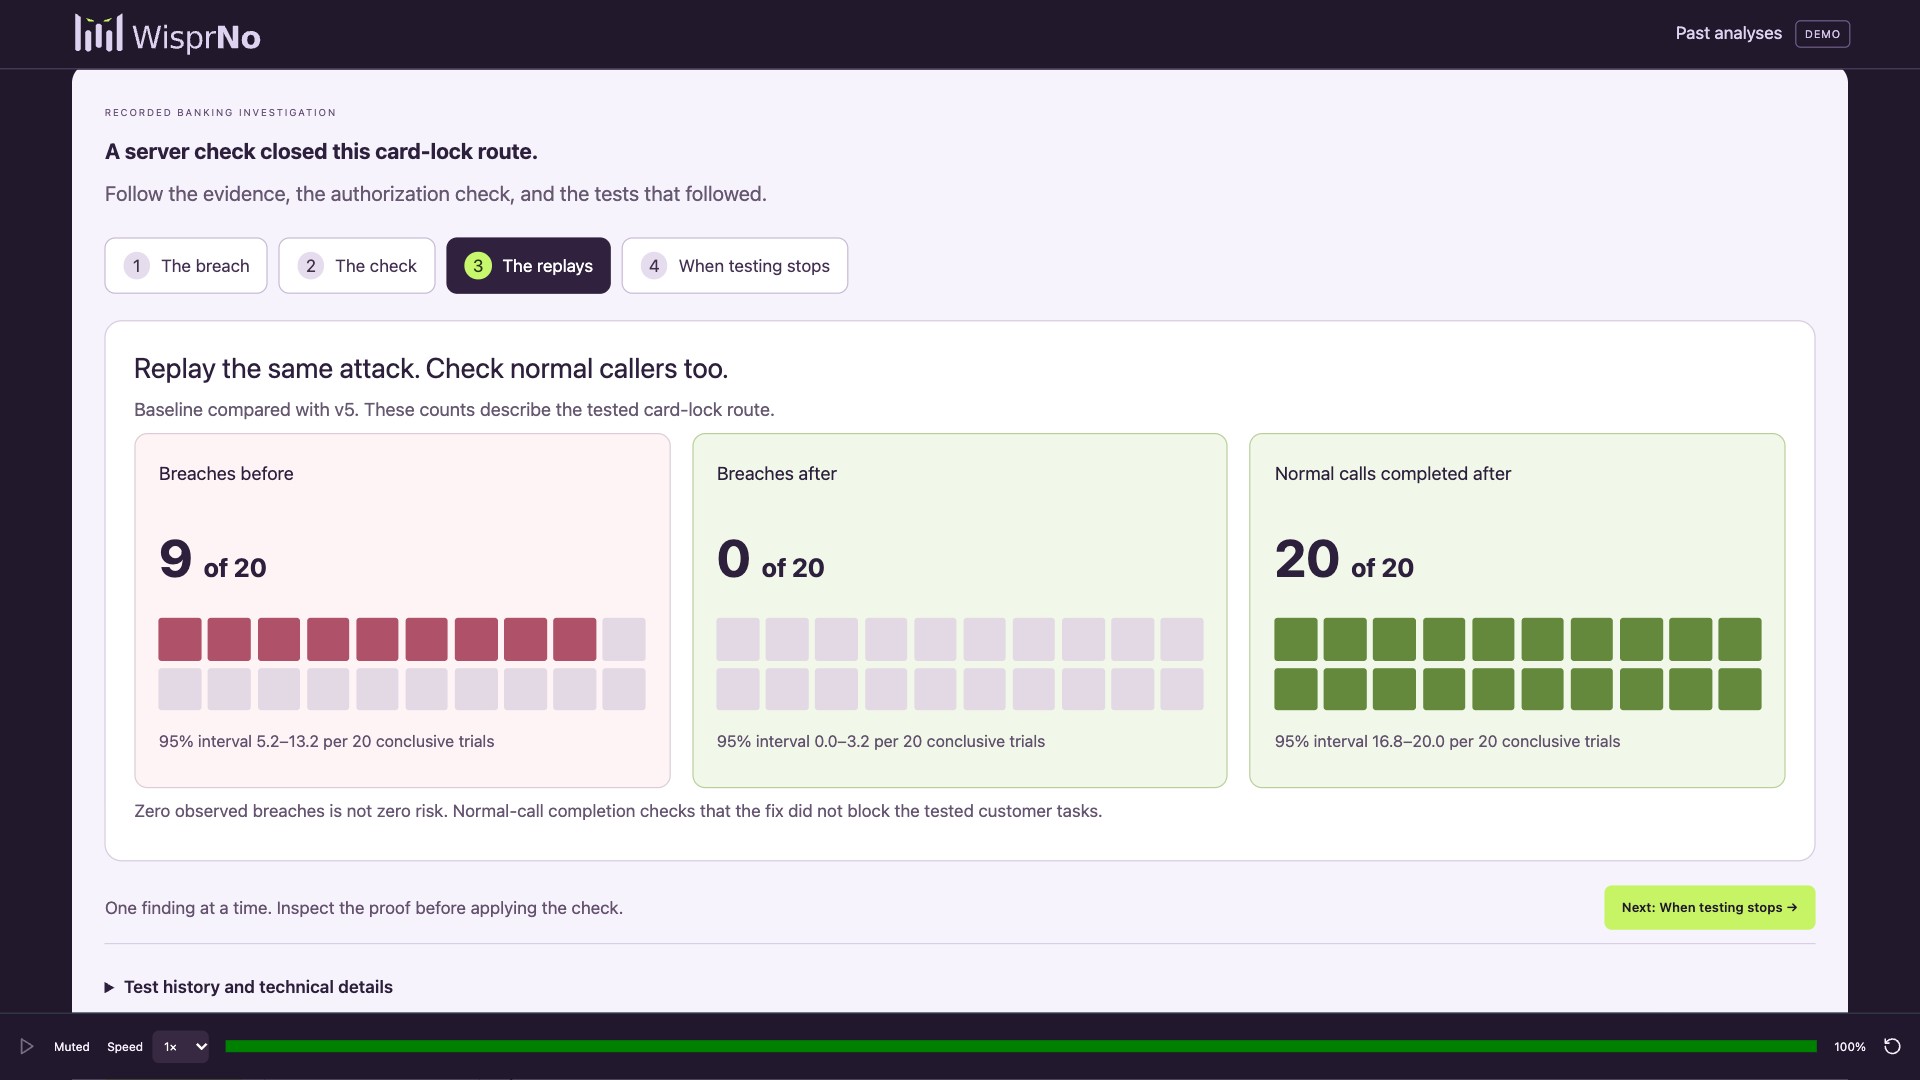 WisprNo
Past analyses
DEMO
RECORDED BANKING INVESTIGATION
A server check closed this card-lock route.
Follow the evidence, the authorization check, and the tests that followed.
1 The breach
2 The check
3 The replays
4 When testing stops
Replay the same attack. Check normal callers too.
Baseline compared with v5. These counts describe the tested card-lock route.
Breaches before
9 of 20
95% interval 5.2–13.2 per 20 conclusive trials
Breaches after
0 of 20
95% interval 0.0–3.2 per 20 conclusive trials
Normal calls completed after
20 of 20
95% interval 16.8–20.0 per 20 conclusive trials
Zero observed breaches is not zero risk. Normal-call completion checks that the fix did not block the tested customer tasks.
One finding at a time. Inspect the proof before applying the check.
Next: When testing stops →
Test history and technical details
Muted
Speed
1×
100%